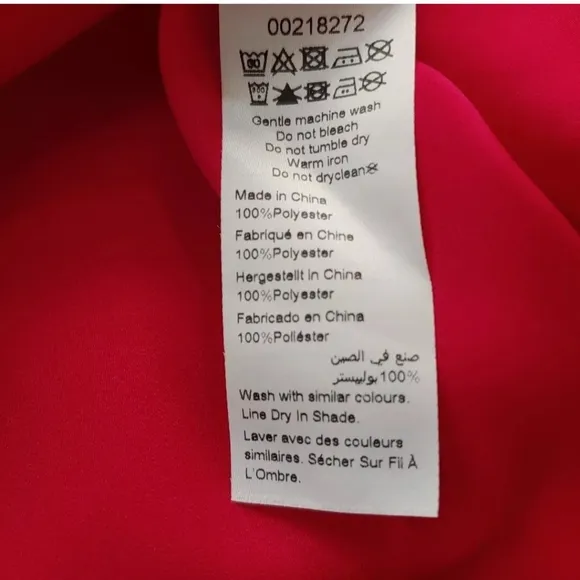 00218272
Gentle machine wash
Do not bleach
Do not tumble dry
Warm iron
Do not dryclean
Made in China
100%Polyester
Fabriqué en Chine
100%Polyester
Hergestellt in China
100%Polyester
Fabricado en China
100%Poliéster
صنع في الصين
100%بوليستر
Wash with similar colours.
Line Dry In Shade.
Laver avec des couleurs
similaires. Sécher Sur Fil À
L'Ombre.